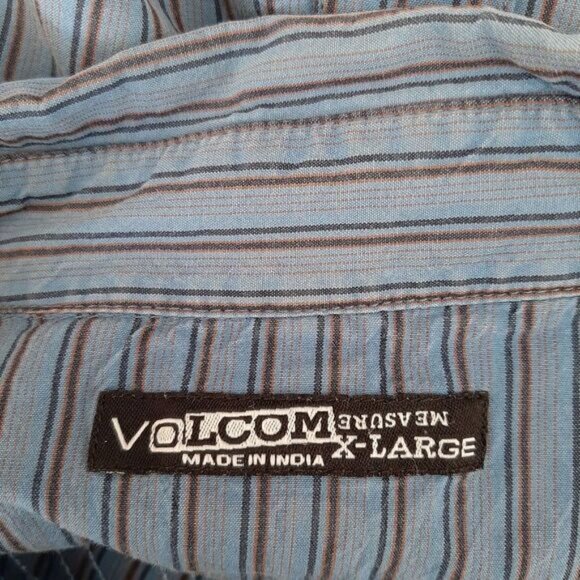 VOLCOM
MADE IN INDIA
MEASURE
X-LARGE